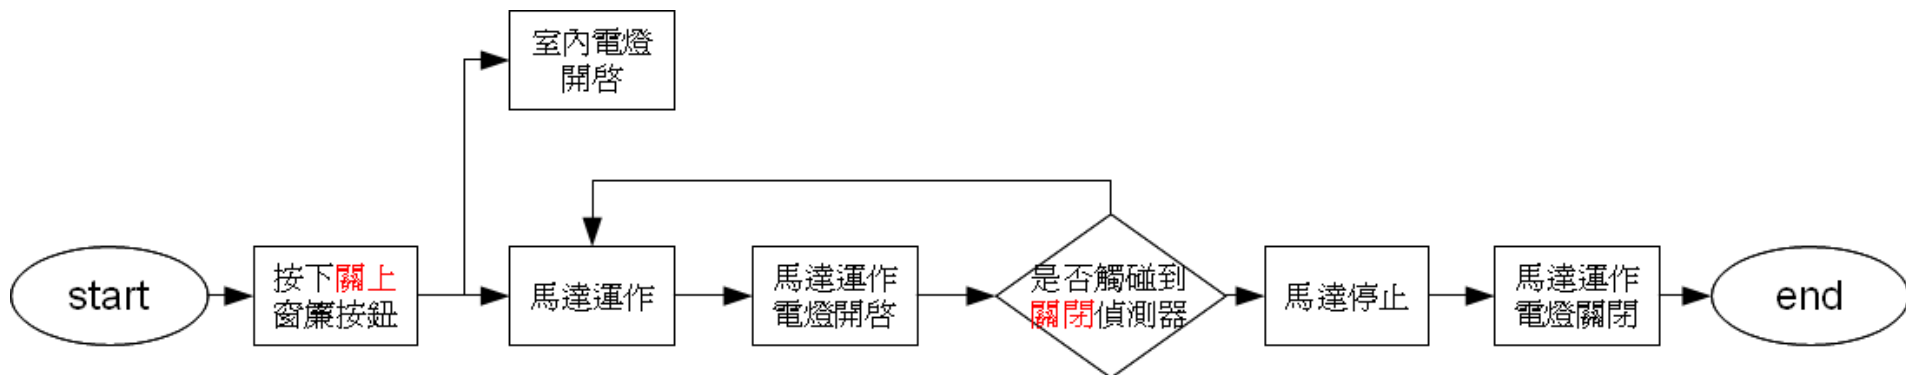 室內電燈
開啓
start
按下關上
窗簾按鈕
馬達運作
馬達運作
電燈開啓
是否觸碰到
關閉偵測器
馬達停止
馬達運作
電燈關閉
end